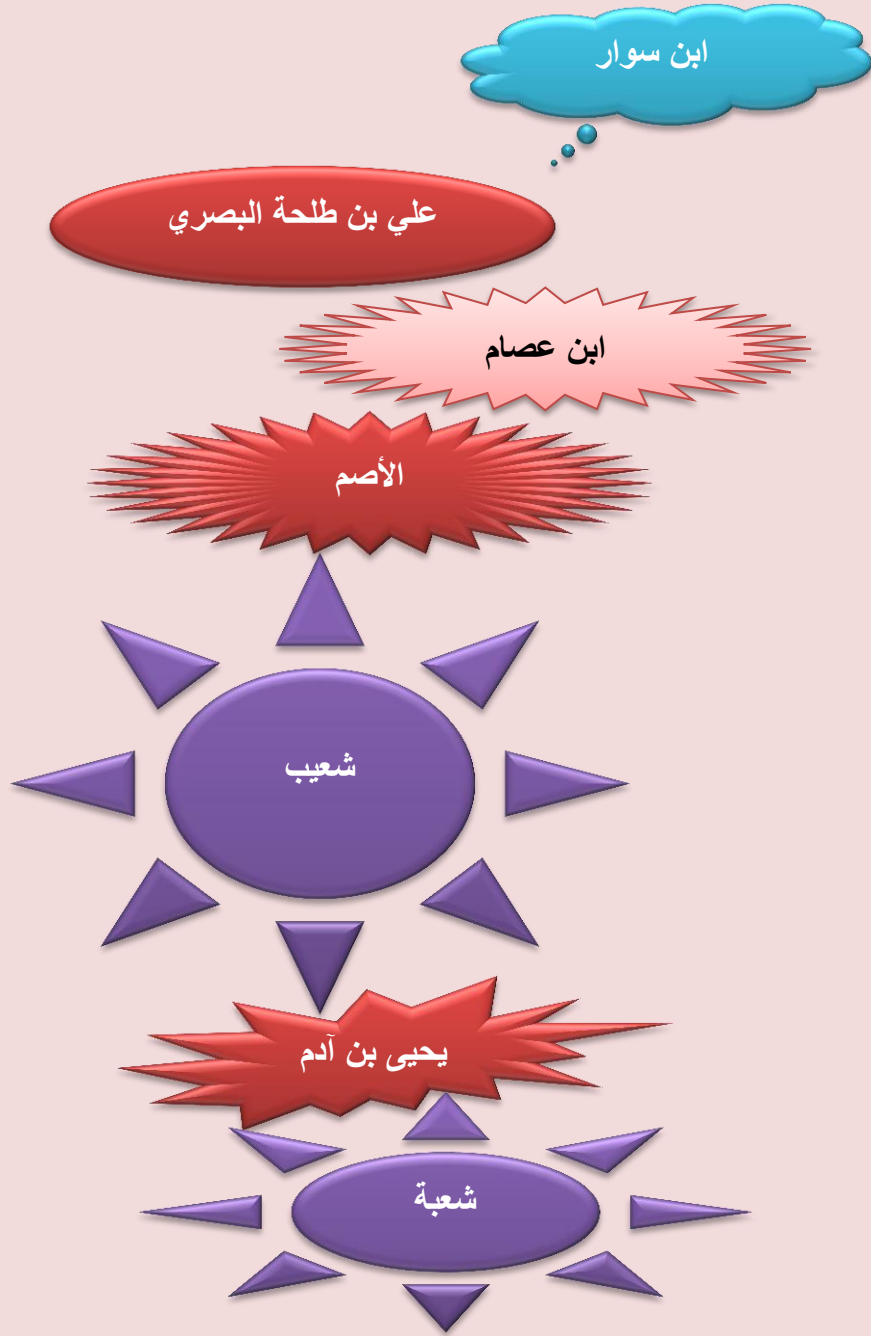 ابن سوار
علي بن طلحة البصري
ابن عصام
الأصم
شعيب
يحيى بن آدم
شعبة